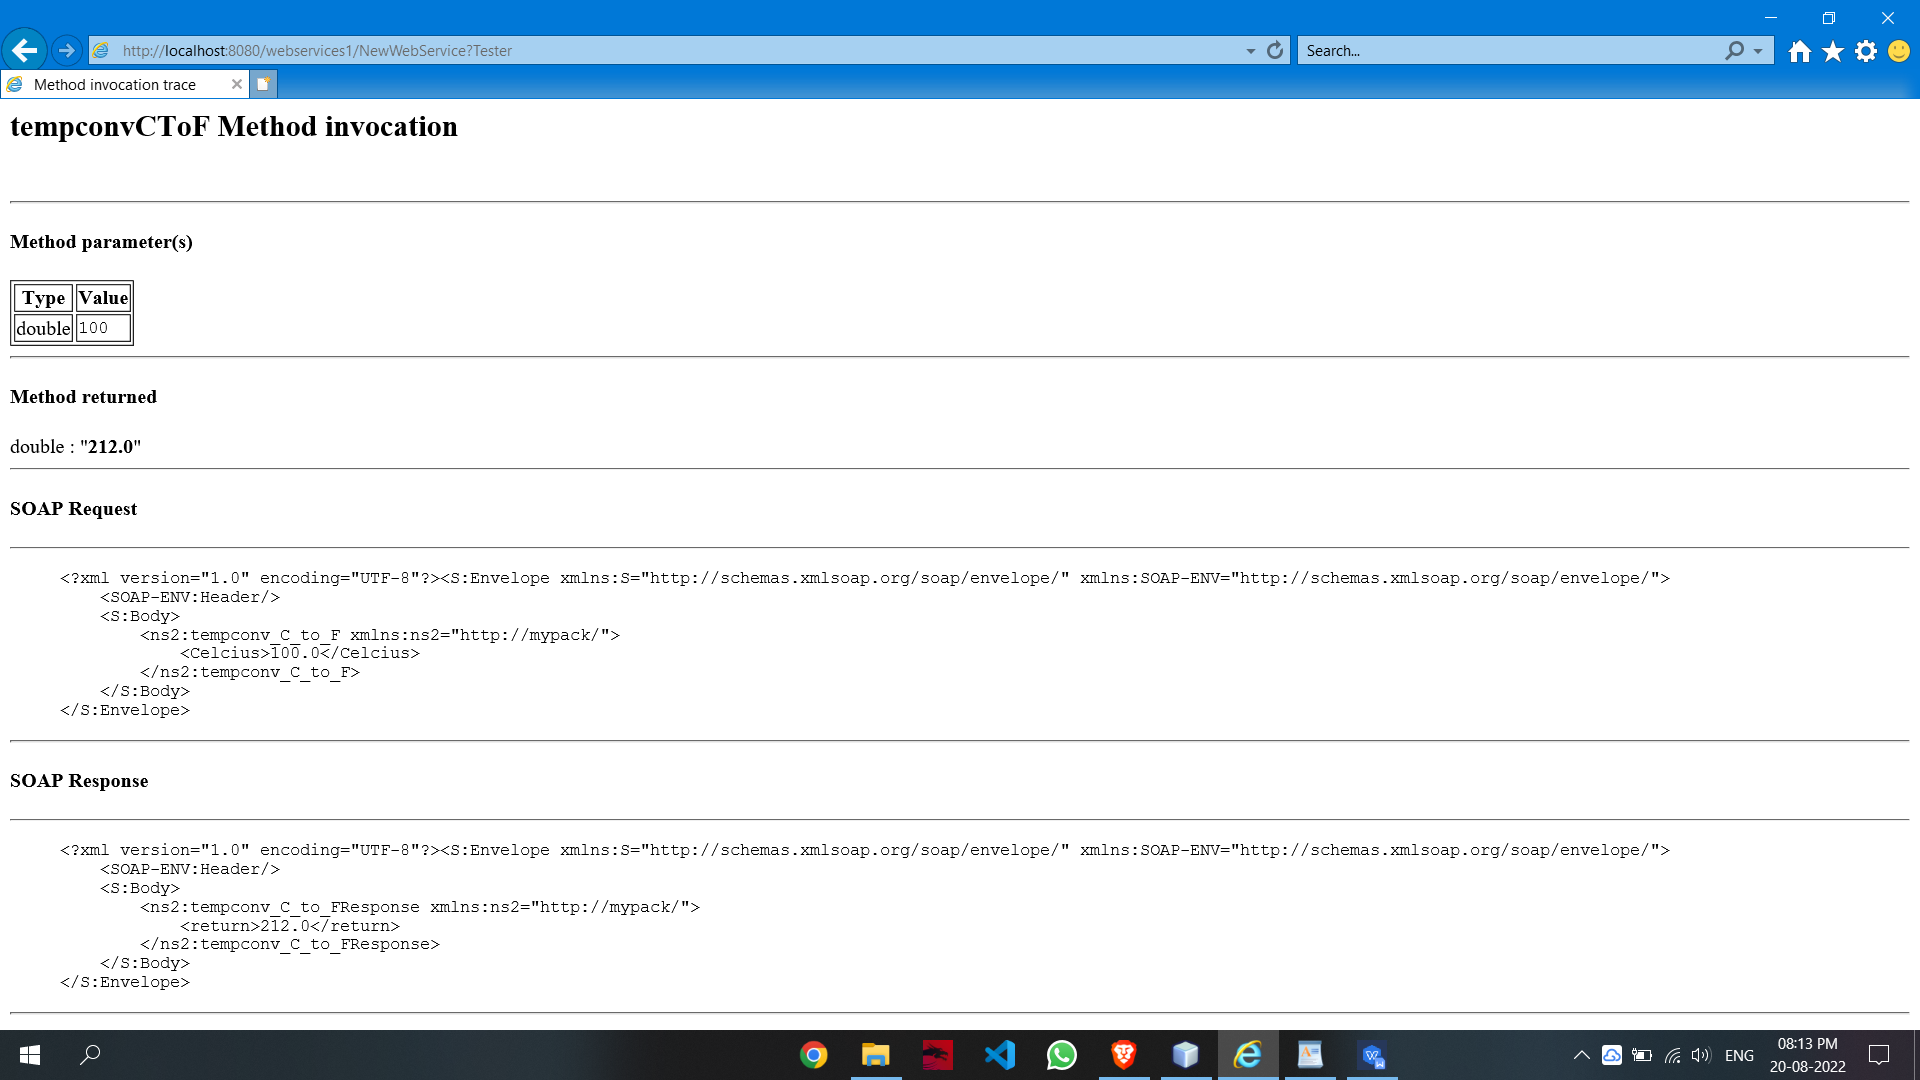 http://localhost:8080/webservices1/NewWebService?Tester
Search...
Method invocation trace
tempconvCToF Method invocation
Method parameter(s)
Type Value
double 100
Method returned
double : "212.0"
SOAP Request
<?xml version="1.0" encoding="UTF-8"?><S:Envelope xmlns:S="http://schemas.xmlsoap.org/soap/envelope/" xmlns:SOAP-ENV="http://schemas.xmlsoap.org/soap/envelope/">
<SOAP-ENV:Header/>
<S:Body>
<ns2:tempconv_C_to_F xmlns:ns2="http://mypack/">
<Celcius>100.0</Celcius>
</ns2:tempconv_C_to_F>
</S:Body>
</S:Envelope>
SOAP Response
<?xml version="1.0" encoding="UTF-8"?><S:Envelope xmlns:S="http://schemas.xmlsoap.org/soap/envelope/" xmlns:SOAP-ENV="http://schemas.xmlsoap.org/soap/envelope/">
<SOAP-ENV:Header/>
<S:Body>
<ns2:tempconv_C_to_FResponse xmlns:ns2="http://mypack/">
<return>212.0</return>
</ns2:tempconv_C_to_FResponse>
</S:Body>
</S:Envelope>
ENG
08:13 PM
20-08-2022